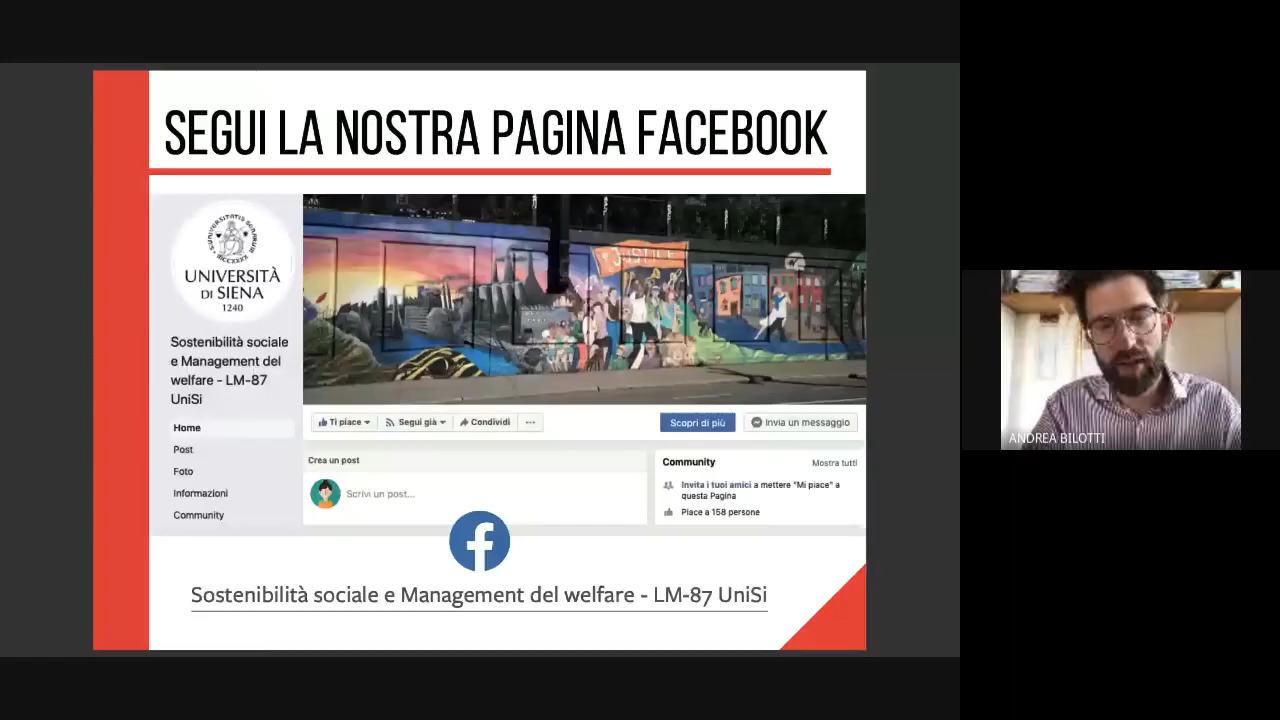 SEGUI LA NOSTRA PAGINA FACEBOOK
UNIVERSITÀ
DI SIENA
1240
Sostenibilità sociale
e Management del
welfare - LM-87
UniSi
Home
Post
Foto
Informazioni
Community
JUSTICE
Ti piace
Segui già
Condividi
Scopri di più
Invia un messaggio
Crea un post
Scrivi un post...
Community
Mostra tutti
Invita i tuoi amici a mettere "Mi piace" a
questa Pagina
Piace a 158 persone
Sostenibilità sociale e Management del welfare - LM-87 UniSi
ANDREA BILOTTI